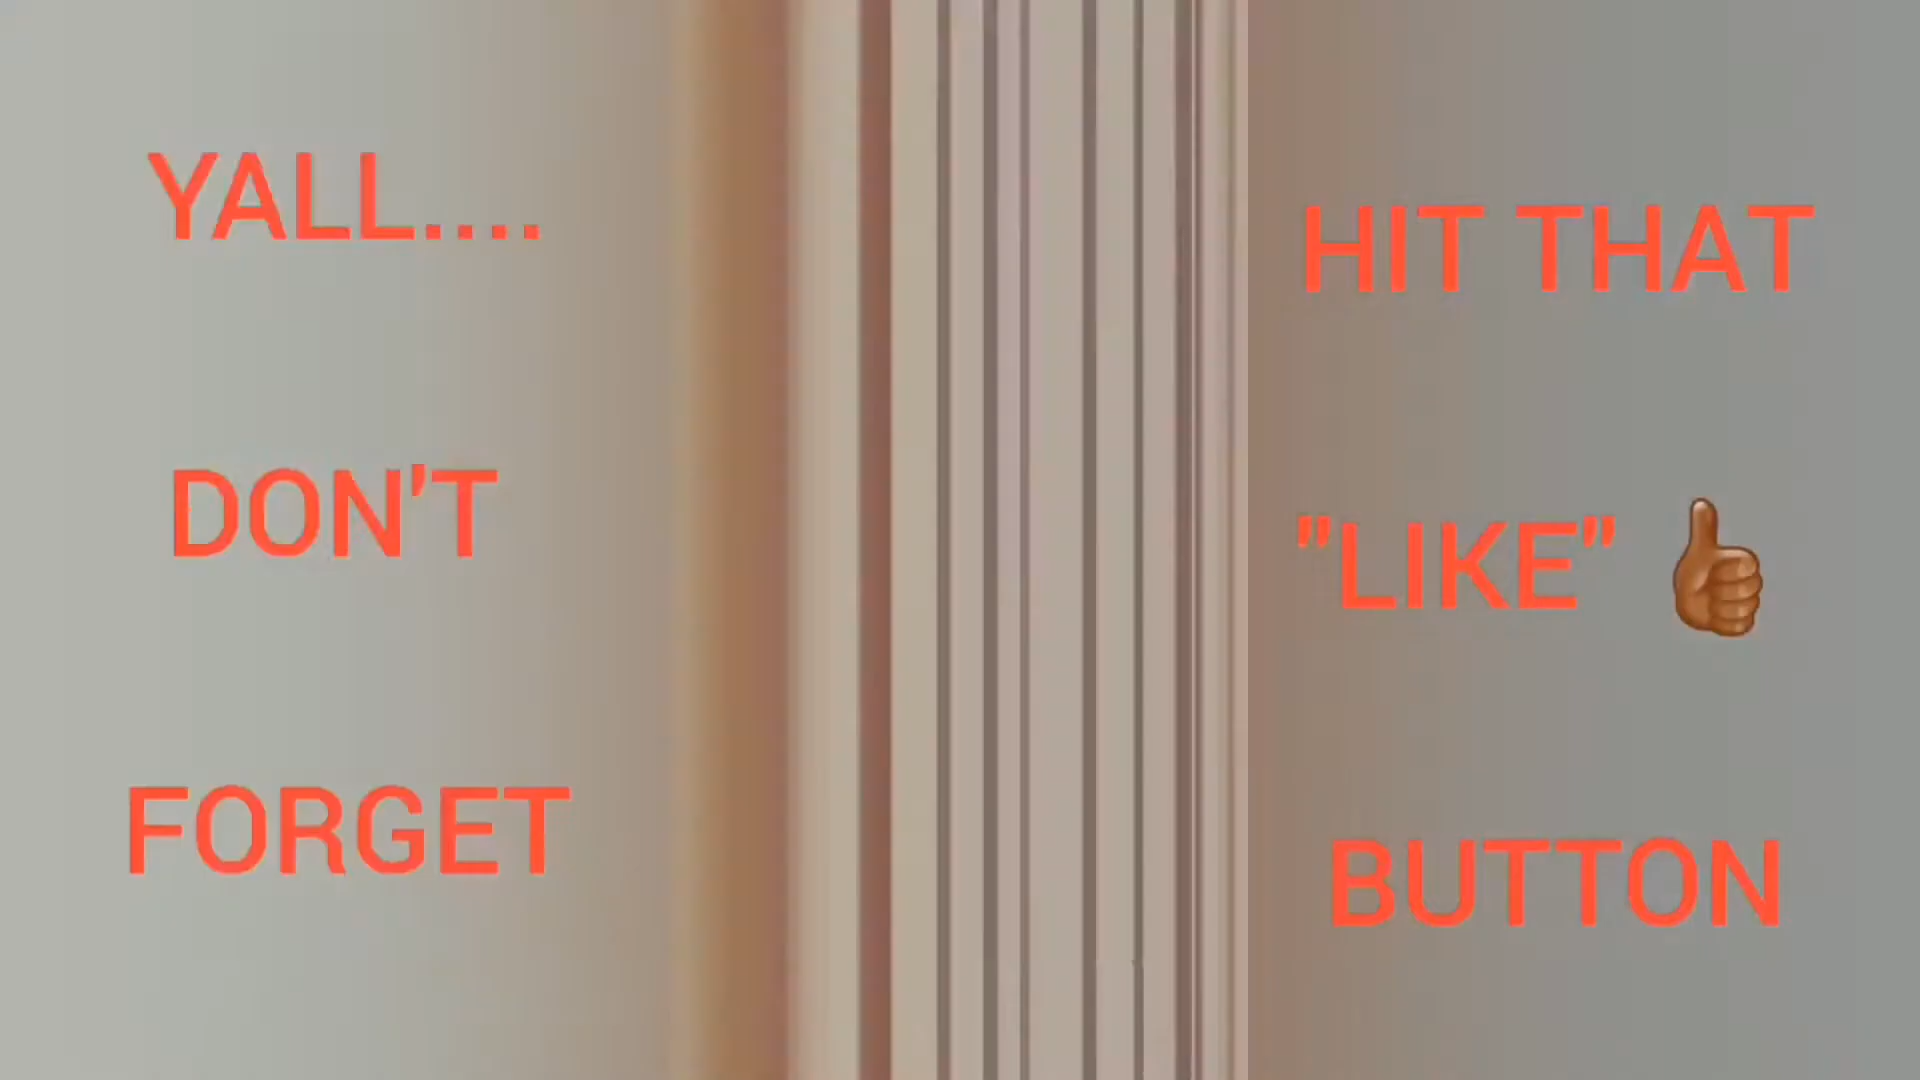 YALL....
DON'T
FORGET
HIT THAT
"LIKE" 👍🏾
BUTTON